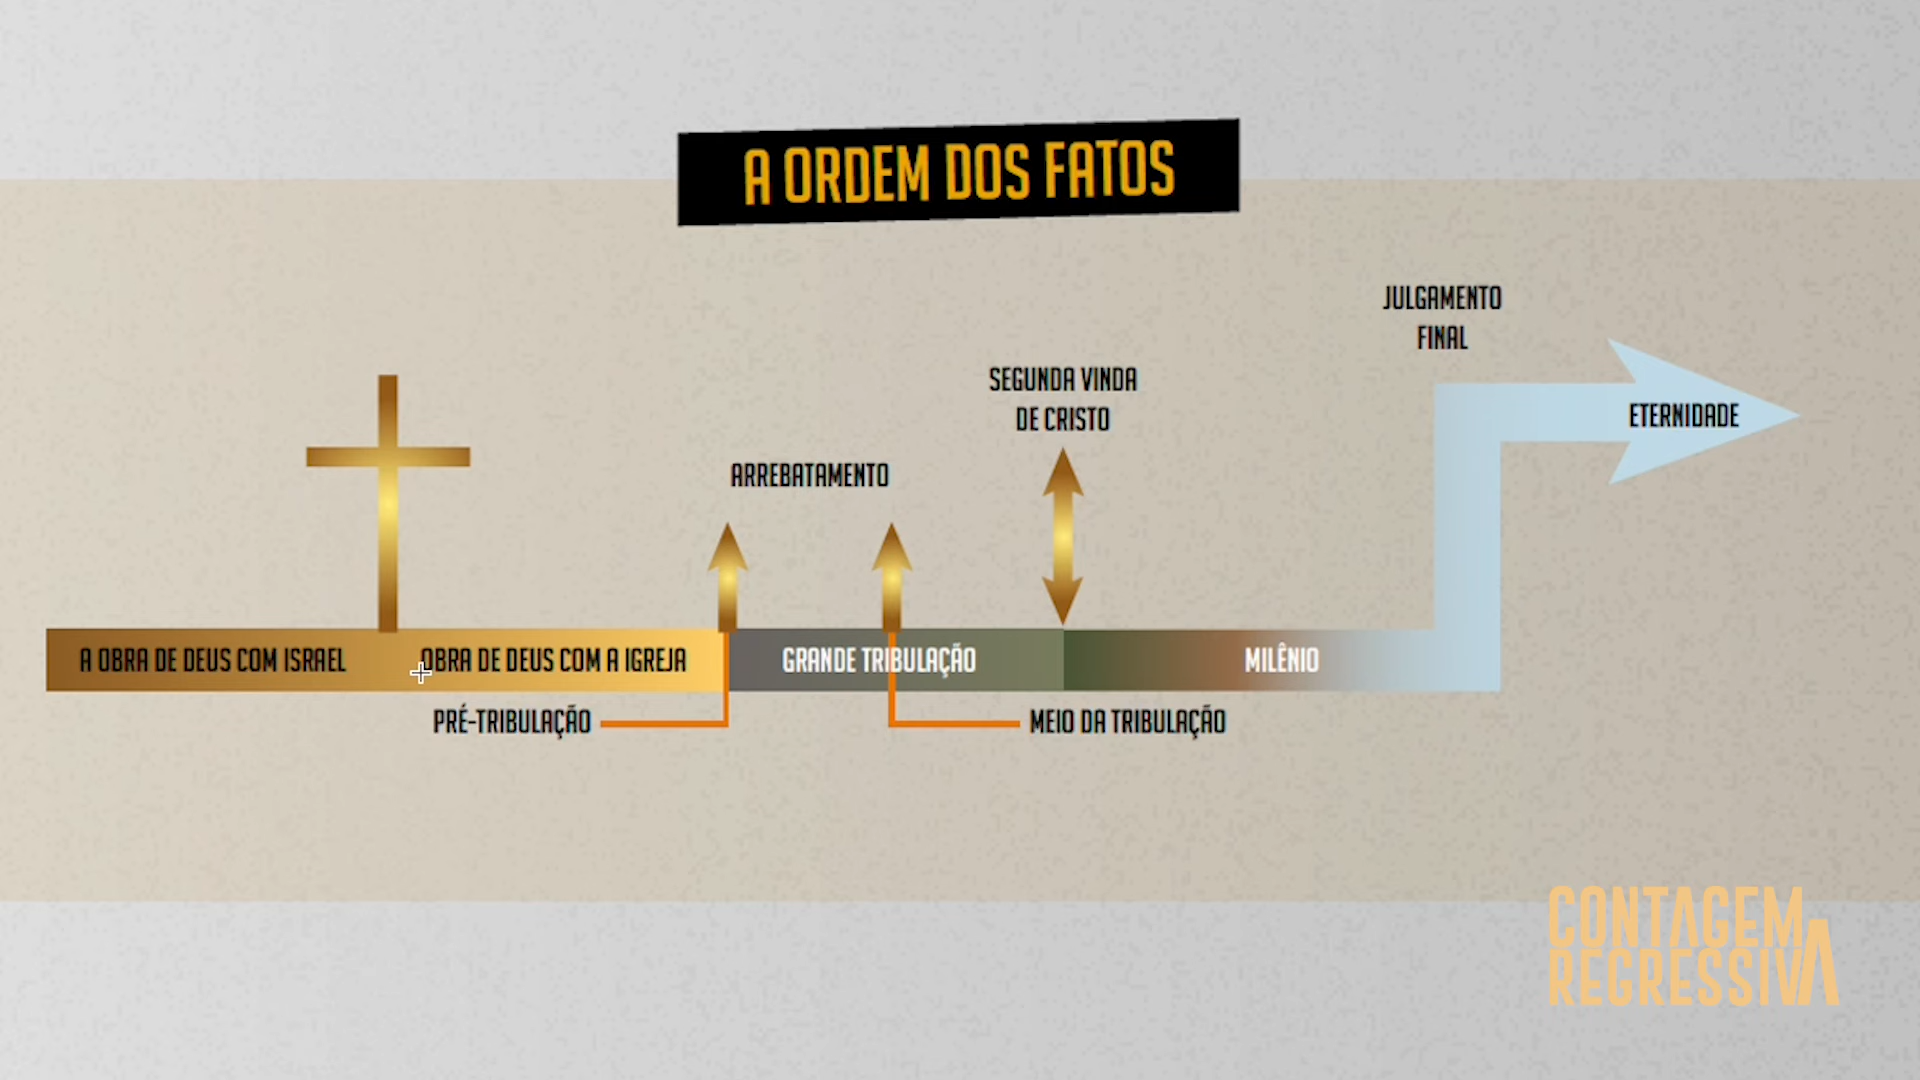 A ORDEM DOS FATOS
JULGAMENTO
FINAL
SEGUNDA VINDA
DE CRISTO
ETERNIDADE
ARREBATAMENTO
A OBRA DE DEUS COM ISRAEL
OBRA DE DEUS COM A IGREJA
GRANDE TRIBULAÇÃO
MILÊNIO
PRÉ-TRIBULAÇÃO
MEIO DA TRIBULAÇÃO
CONTAGEM
REGRESSIVA